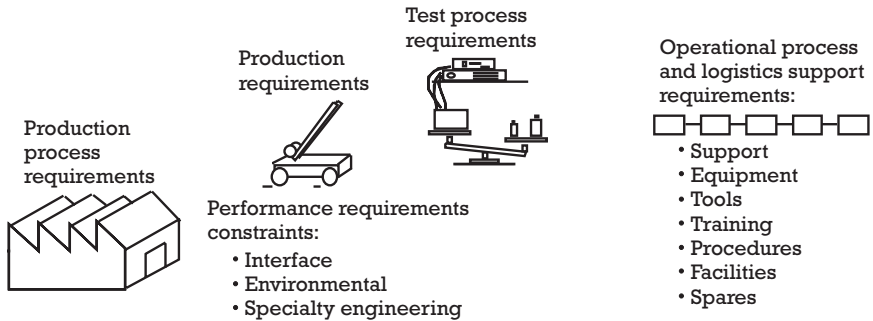 Production
process
requirements
Production
requirements
Test process
requirements
Performance requirements
constraints:
• Interface
• Environmental
• Specialty engineering
Operational process
and logistics support
requirements:
• Support
• Equipment
• Tools
• Training
• Procedures
• Facilities
• Spares